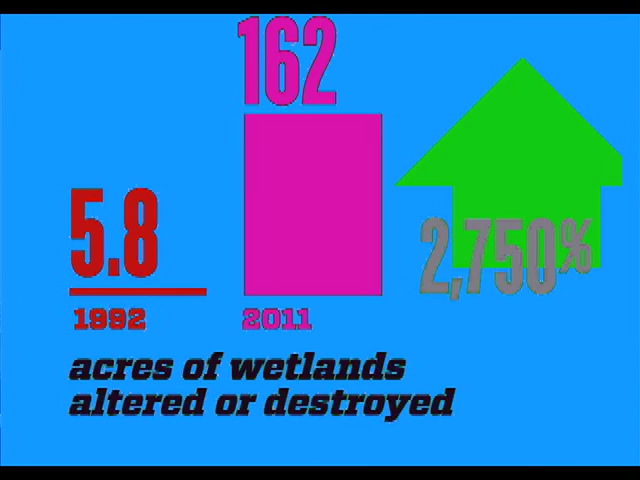 162
5.8
2,750%
1992
2011
acres of wetlands
altered or destroyed